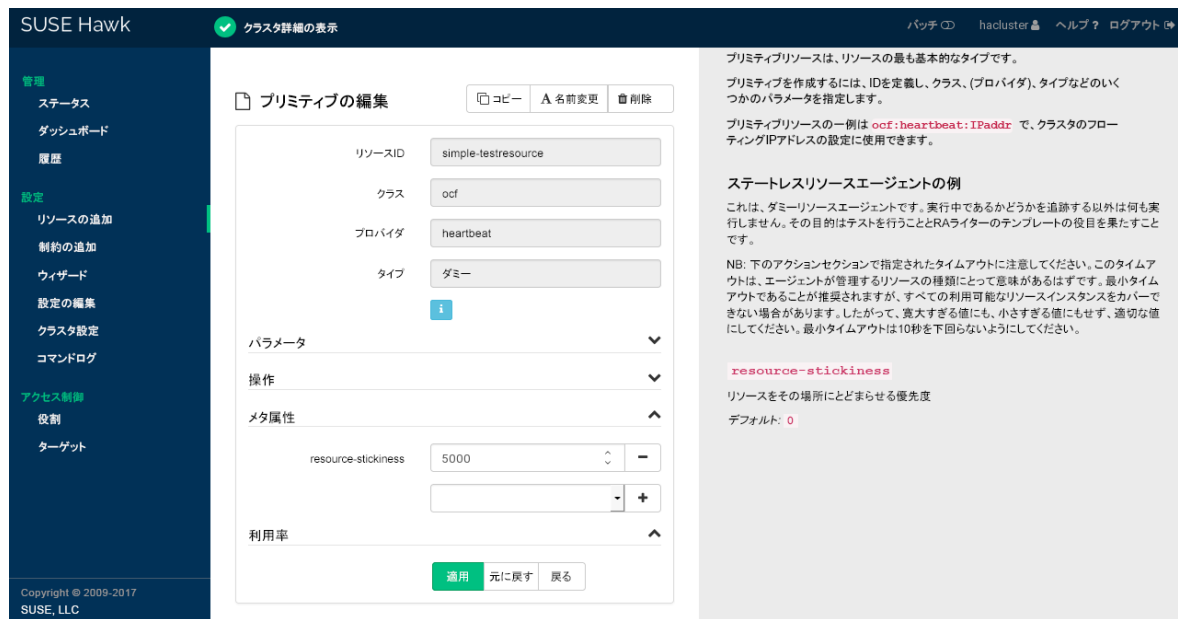 SUSE Hawk
クラスタ詳細の表示
バッチ hacluster ヘルプ ? ログアウト
管理
ステータス
ダッシュボード
履歴
設定
リソースの追加
制約の追加
ウィザード
設定の編集
クラスタ設定
コマンドログ
アクセス制御
役割
ターゲット
Copyright © 2009-2017
SUSE, LLC
プリミティブの編集
コピー A 名前変更 削除
リソースID simple-testresource
クラス ocf
プロバイダ heartbeat
タイプ ダミー
i
パラメータ
操作
メタ属性
resource-stickiness 5000
利用率
適用 元に戻す 戻る
プリミティブリソースは、リソースの最も基本的なタイプです。
プリミティブを作成するには、IDを定義し、クラス、(プロバイダ)、タイプなどのいく
つかのパラメータを指定します。
プリミティブリソースの一例は ocf:heartbeat:IPaddr で、クラスタのフロー
ティングIPアドレスの設定に使用できます。
ステートレスリソースエージェントの例
これは、ダミーリソースエージェントです。実行中であるかどうかを追跡する以外は何も実
行しません。その目的はテストを行うこととRAライターのテンプレートの役目を果たすこと
です。
NB: 下のアクションセクションで指定されたタイムアウトに注意してください。このタイムア
ウトは、エージェントが管理するリソースの種類にとって意味があるはずです。最小タイム
アウトであることが推奨されますが、すべての利用可能なリソースインスタンスをカバーで
きない場合があります。したがって、寛大すぎる値にも、小さすぎる値にもせず、適切な値
にしてください。最小タイムアウトは10秒を下回らないようにしてください。
resource-stickiness
リソースをその場所にとどまらせる優先度
デフォルト: 0